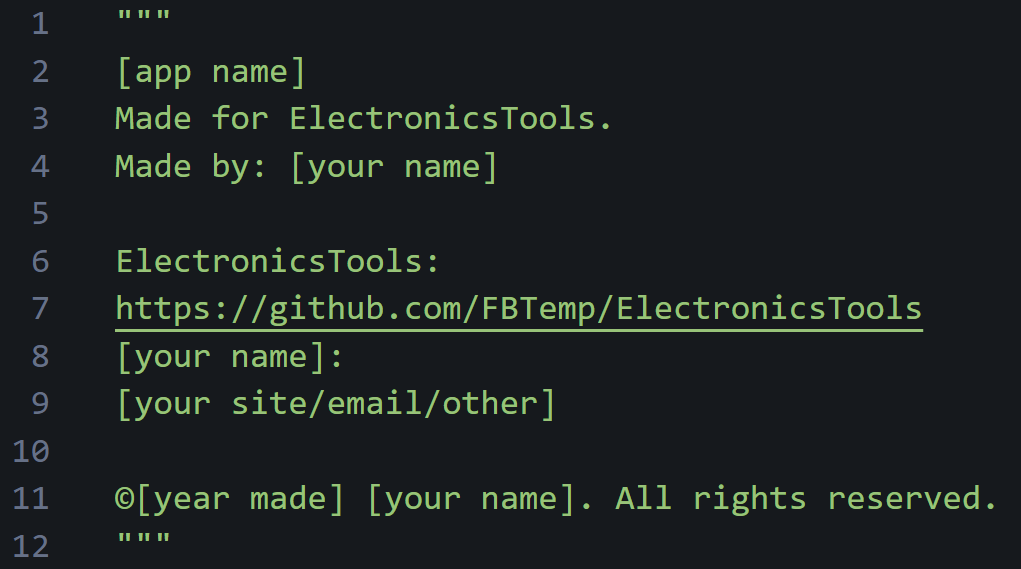 1 """
2 [app name]
3 Made for ElectronicsTools.
4 Made by: [your name]
5
6 ElectronicsTools:
7 https://github.com/FBTemp/ElectronicsTools
8 [your name]:
9 [your site/email/other]
10
11 ©[year made] [your name]. All rights reserved.
12 """